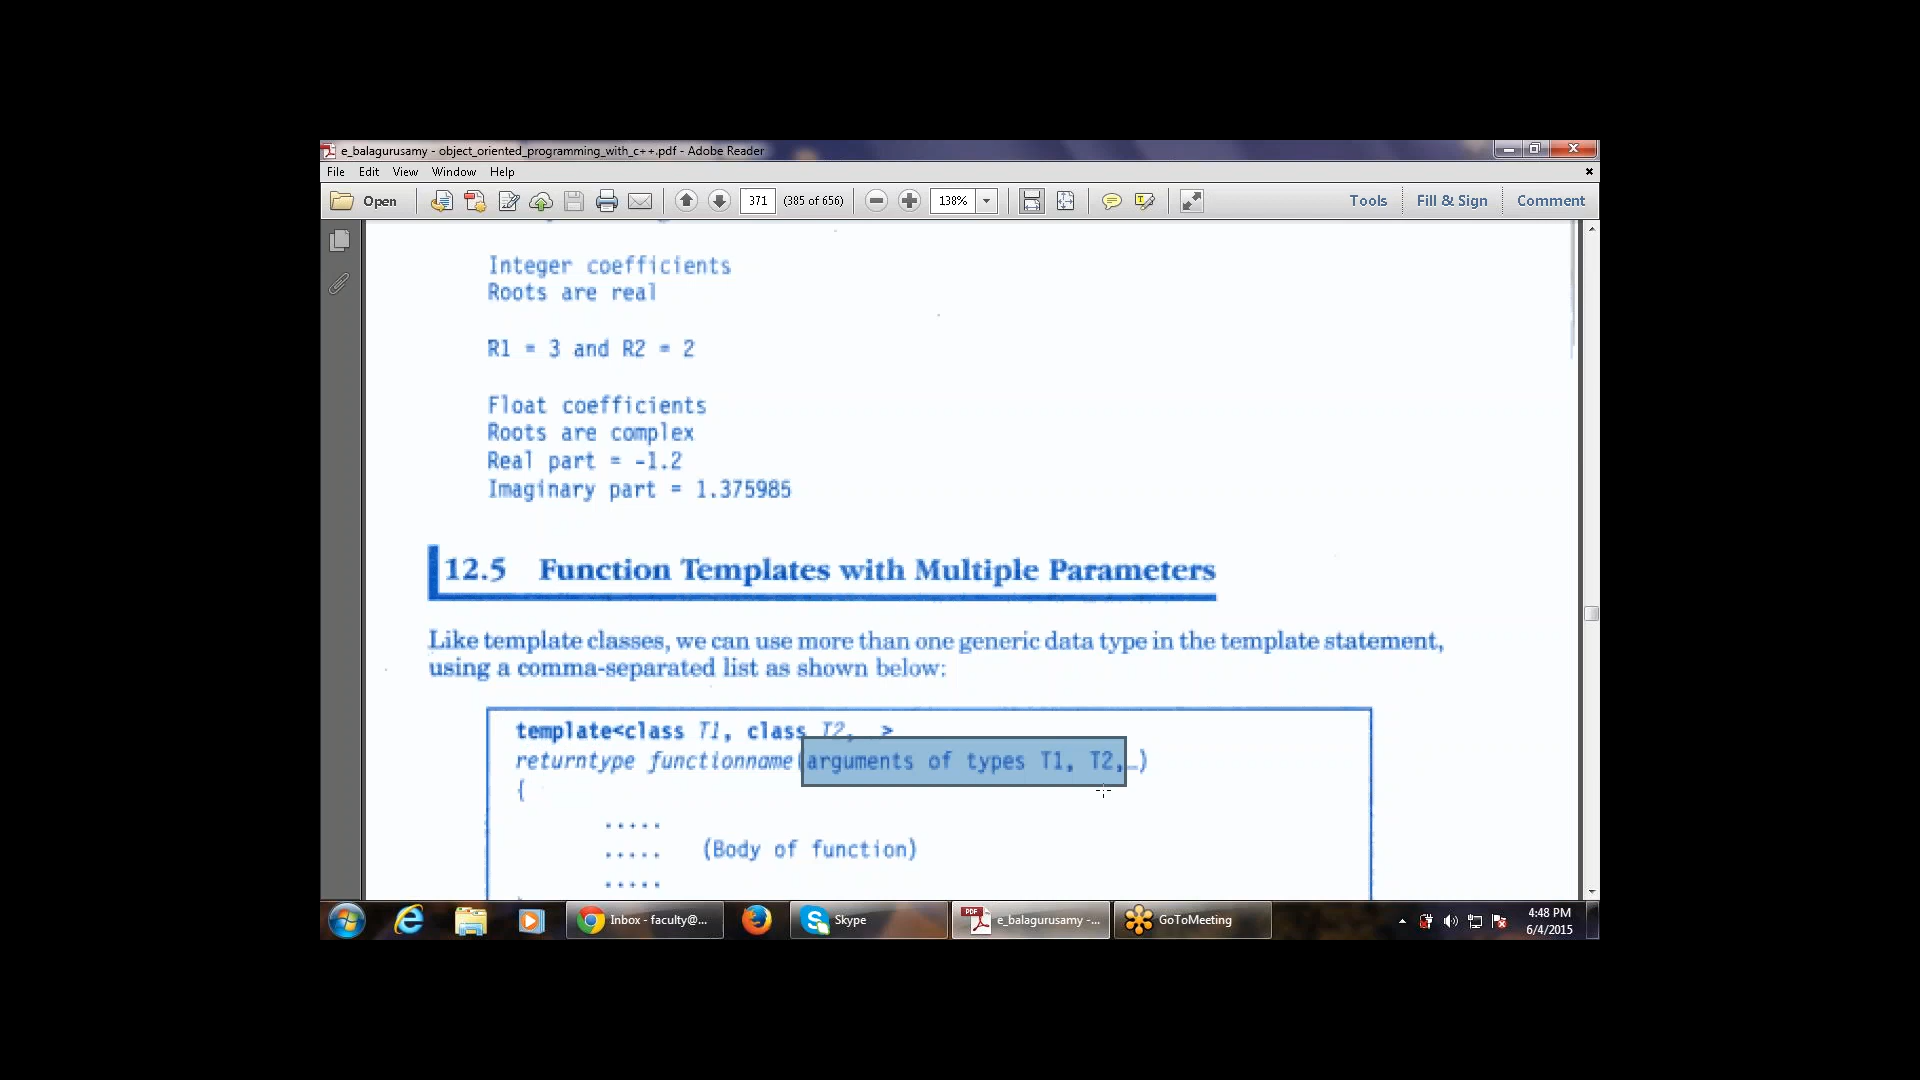 e_balagurusamy - object_oriented_programming_with_c++.pdf - Adobe Reader
File Edit View Window Help
Open 371 (385 of 656) 138% Tools Fill & Sign Comment
Integer coefficients
Roots are real
R1 = 3 and R2 = 2
Float coefficients
Roots are complex
Real part = -1.2
Imaginary part = 1.375985
12.5 Function Templates with Multiple Parameters
Like template classes, we can use more than one generic data type in the template statement,
using a comma-separated list as shown below:
template<class T1, class T2, >
returntype functionname(arguments of types T1, T2,…)
{
.....
..... (Body of function)
.....
Inbox - faculty@... Skype PDF e_balagurusamy -... GoToMeeting
4:48 PM
6/4/2015